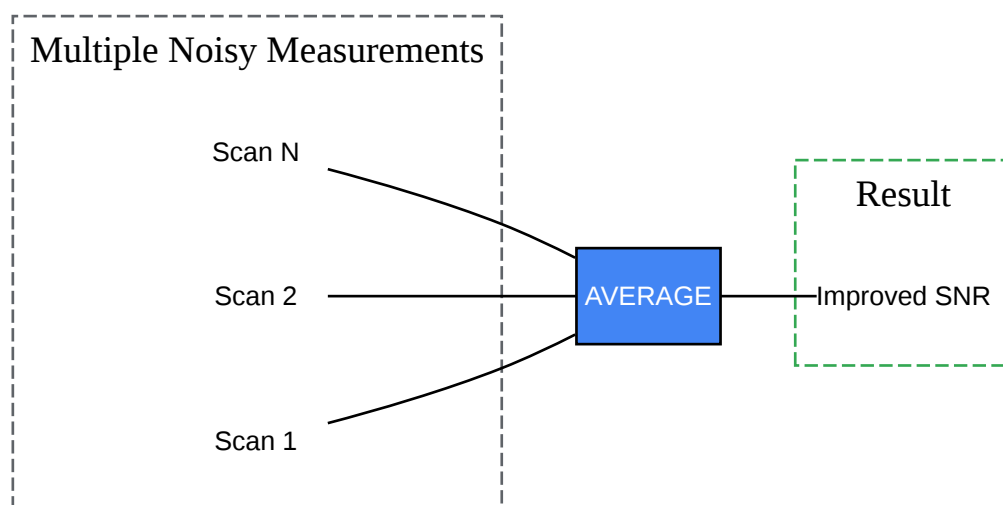 Multiple Noisy Measurements
Scan N
Scan 2
Scan 1
AVERAGE
Result
Improved SNR